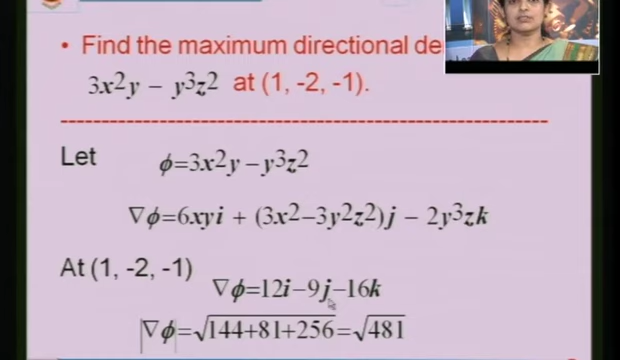 • Find the maximum directional de
3x²y − y³z² at (1, -2, -1).
Let ϕ=3x²y−y³z²
∇ϕ=6xyi + (3x²−3y²z²)j − 2y³zk
At (1, -2, -1)
∇ϕ=12i−9j−16k
|∇ϕ|=√144+81+256=√481